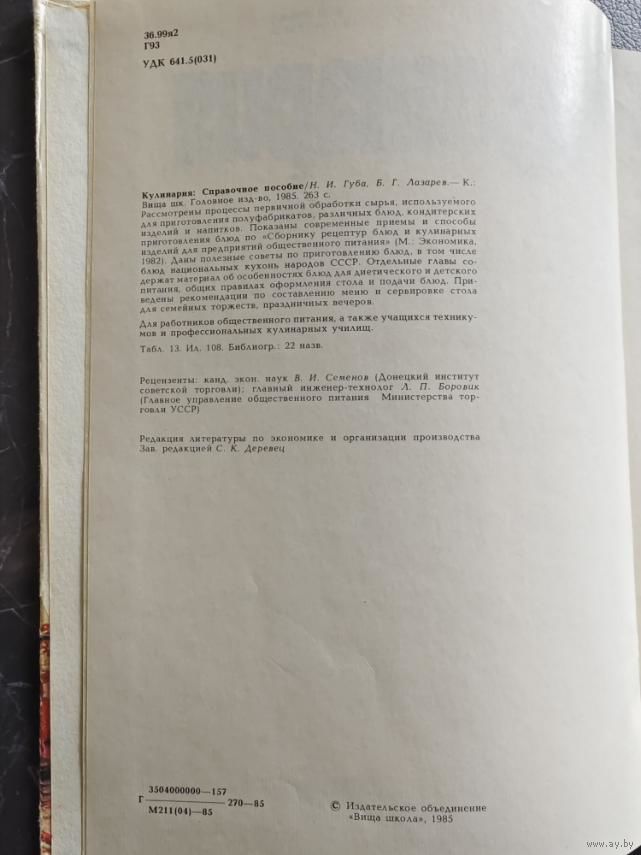 36.99я2
Г93
УДК 641.5(031)
Кулинария: Справочное пособие/Н. И. Губа, Б. Г. Лазарев.— К.:
Вища шк. Головное изд-во, 1985. 263 с.
Рассмотрены процессы первичной обработки сырья, используемого
для приготовления полуфабрикатов, различных блюд, кондитерских
изделий и напитков. Показаны современные приемы и способы
приготовления блюд по «Сборнику рецептур блюд и кулинарных
изделий для предприятий общественного питания» (М.: Экономика,
1982). Даны полезные советы по приготовлению блюд, в том числе
блюд национальных кухонь народов СССР. Отдельные главы со-
держат материал об особенностях блюд для диетического и детского
питания, общих правилах оформления стола и подачи блюд. При-
ведены рекомендации по составлению меню и сервировке стола
для семейных торжеств, праздничных вечеров.
Для работников общественного питания, а также учащихся технику-
мов и профессиональных кулинарных училищ.
Табл. 13. Ил. 108. Библиогр.: 22 назв.
Рецензенты: канд. экон. наук В. И. Семенов (Донецкий институт
советской торговли); главный инженер-технолог Л. П. Боровик
(Главное управление общественного питания Министерства тор-
говли УССР)
Редакция литературы по экономике и организации производства
Зав. редакцией С. К. Деревец
3504000000—157
Г 270—85
М211(04)—85
© Издательское объединение
«Вища школа», 1985
www.ay.by